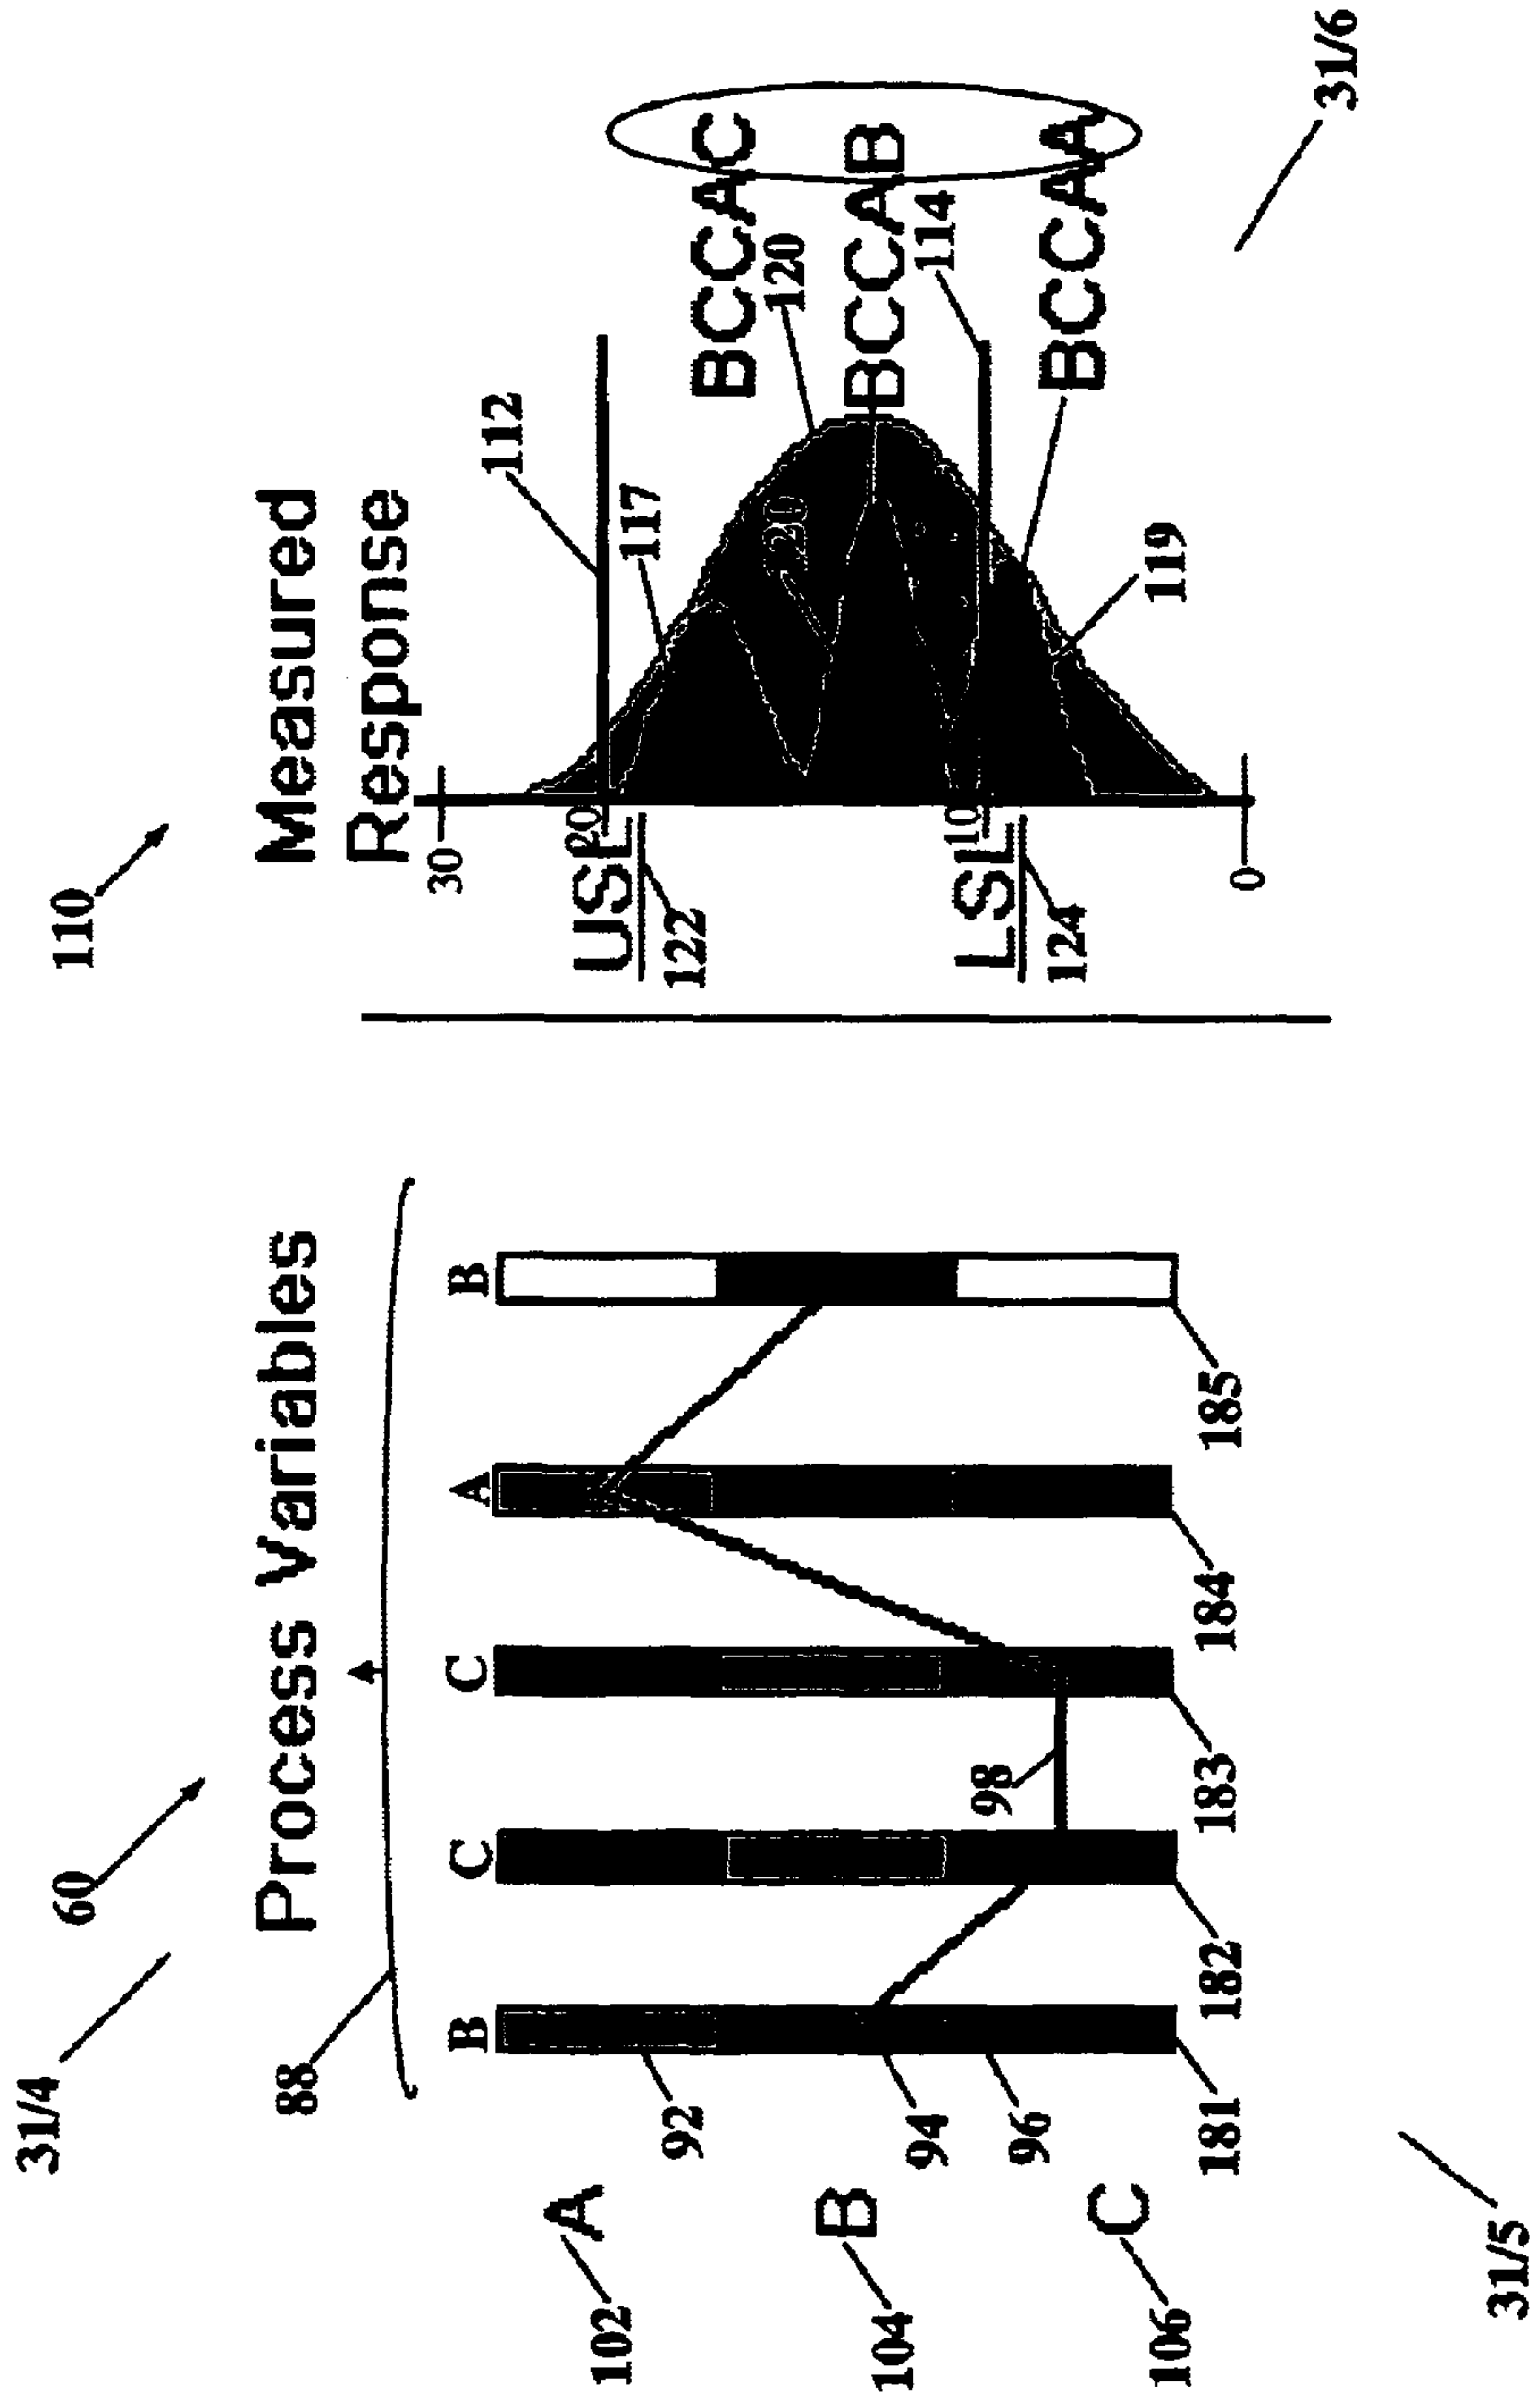 31/4
60
110
Process Variables
Measured
Response
88
B
C
C
A
B
30
112
117
A
102
92
USL
20
122
120
BCCAC
B
104
94
98
BCCAB
114
LSL
10
124
96
BCCAA
C
106
119
181
182
183
184
185
0
31/5
31/6